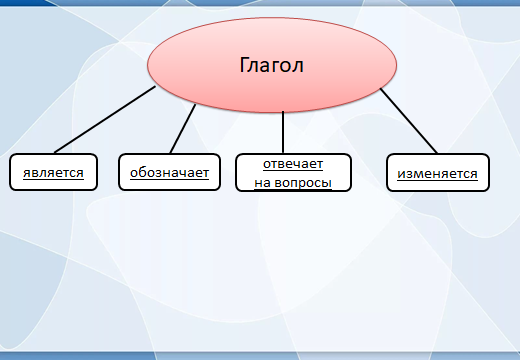 Глагол
является
обозначает
отвечает
на вопросы
изменяется